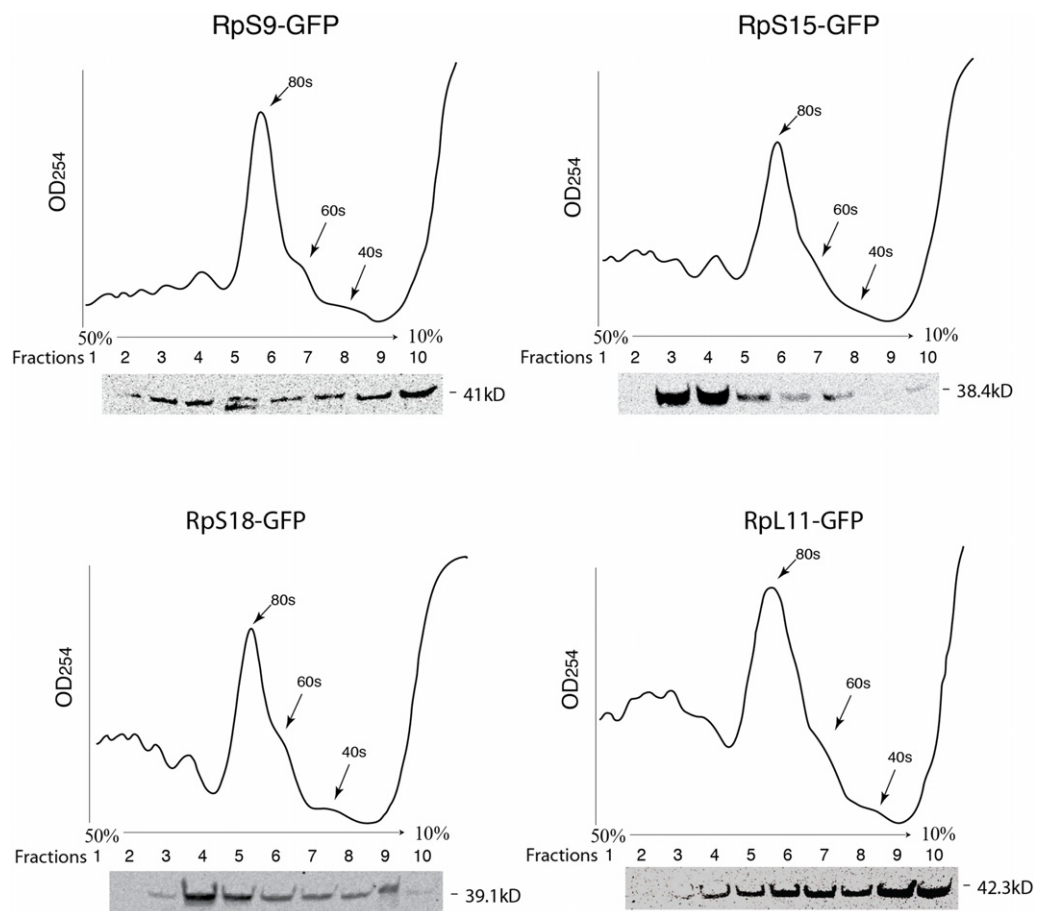 RpS9-GFP
80s
60s
40s
OD254
50% 10%
Fractions 1 2 3 4 5 6 7 8 9 10
- 41kD
RpS15-GFP
80s
60s
40s
OD254
50% 10%
Fractions 1 2 3 4 5 6 7 8 9 10
- 38.4kD
RpS18-GFP
80s
60s
40s
OD254
50% 10%
Fractions 1 2 3 4 5 6 7 8 9 10
- 39.1kD
RpL11-GFP
80s
60s
40s
OD254
50% 10%
Fractions 1 2 3 4 5 6 7 8 9 10
- 42.3kD